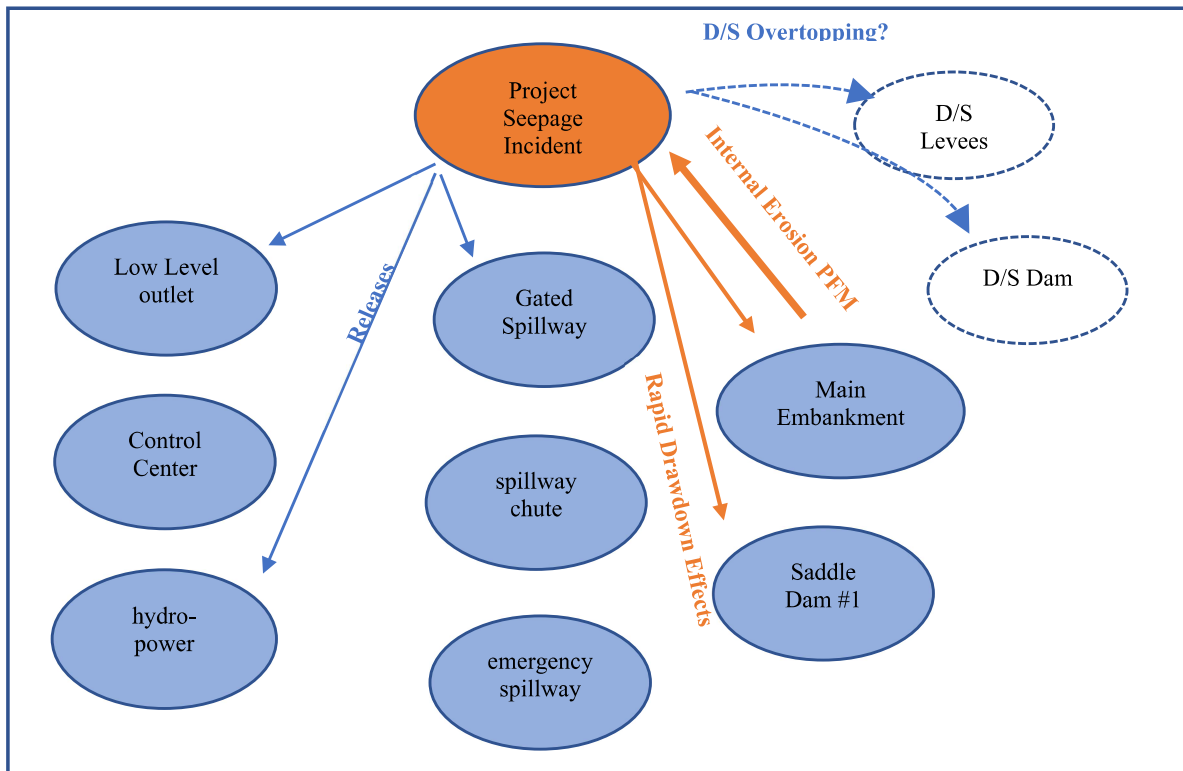 D/S Overtopping?
Project
Seepage
Incident
D/S
Levees
Internal Erosion PFM
D/S Dam
Low Level
outlet
Releases
Gated
Spillway
Main
Embankment
Rapid Drawdown Effects
Control
Center
spillway
chute
Saddle
Dam #1
hydro-
power
emergency
spillway